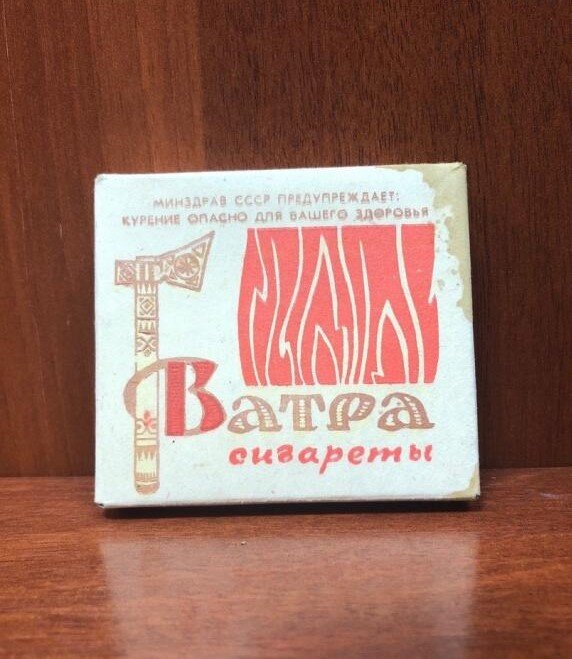 МИНЗДРАВ СССР ПРЕДУПРЕЖДАЕТ:
КУРЕНИЕ ОПАСНО ДЛЯ ВАШЕГО ЗДОРОВЬЯ
ВАТРА
сигареты